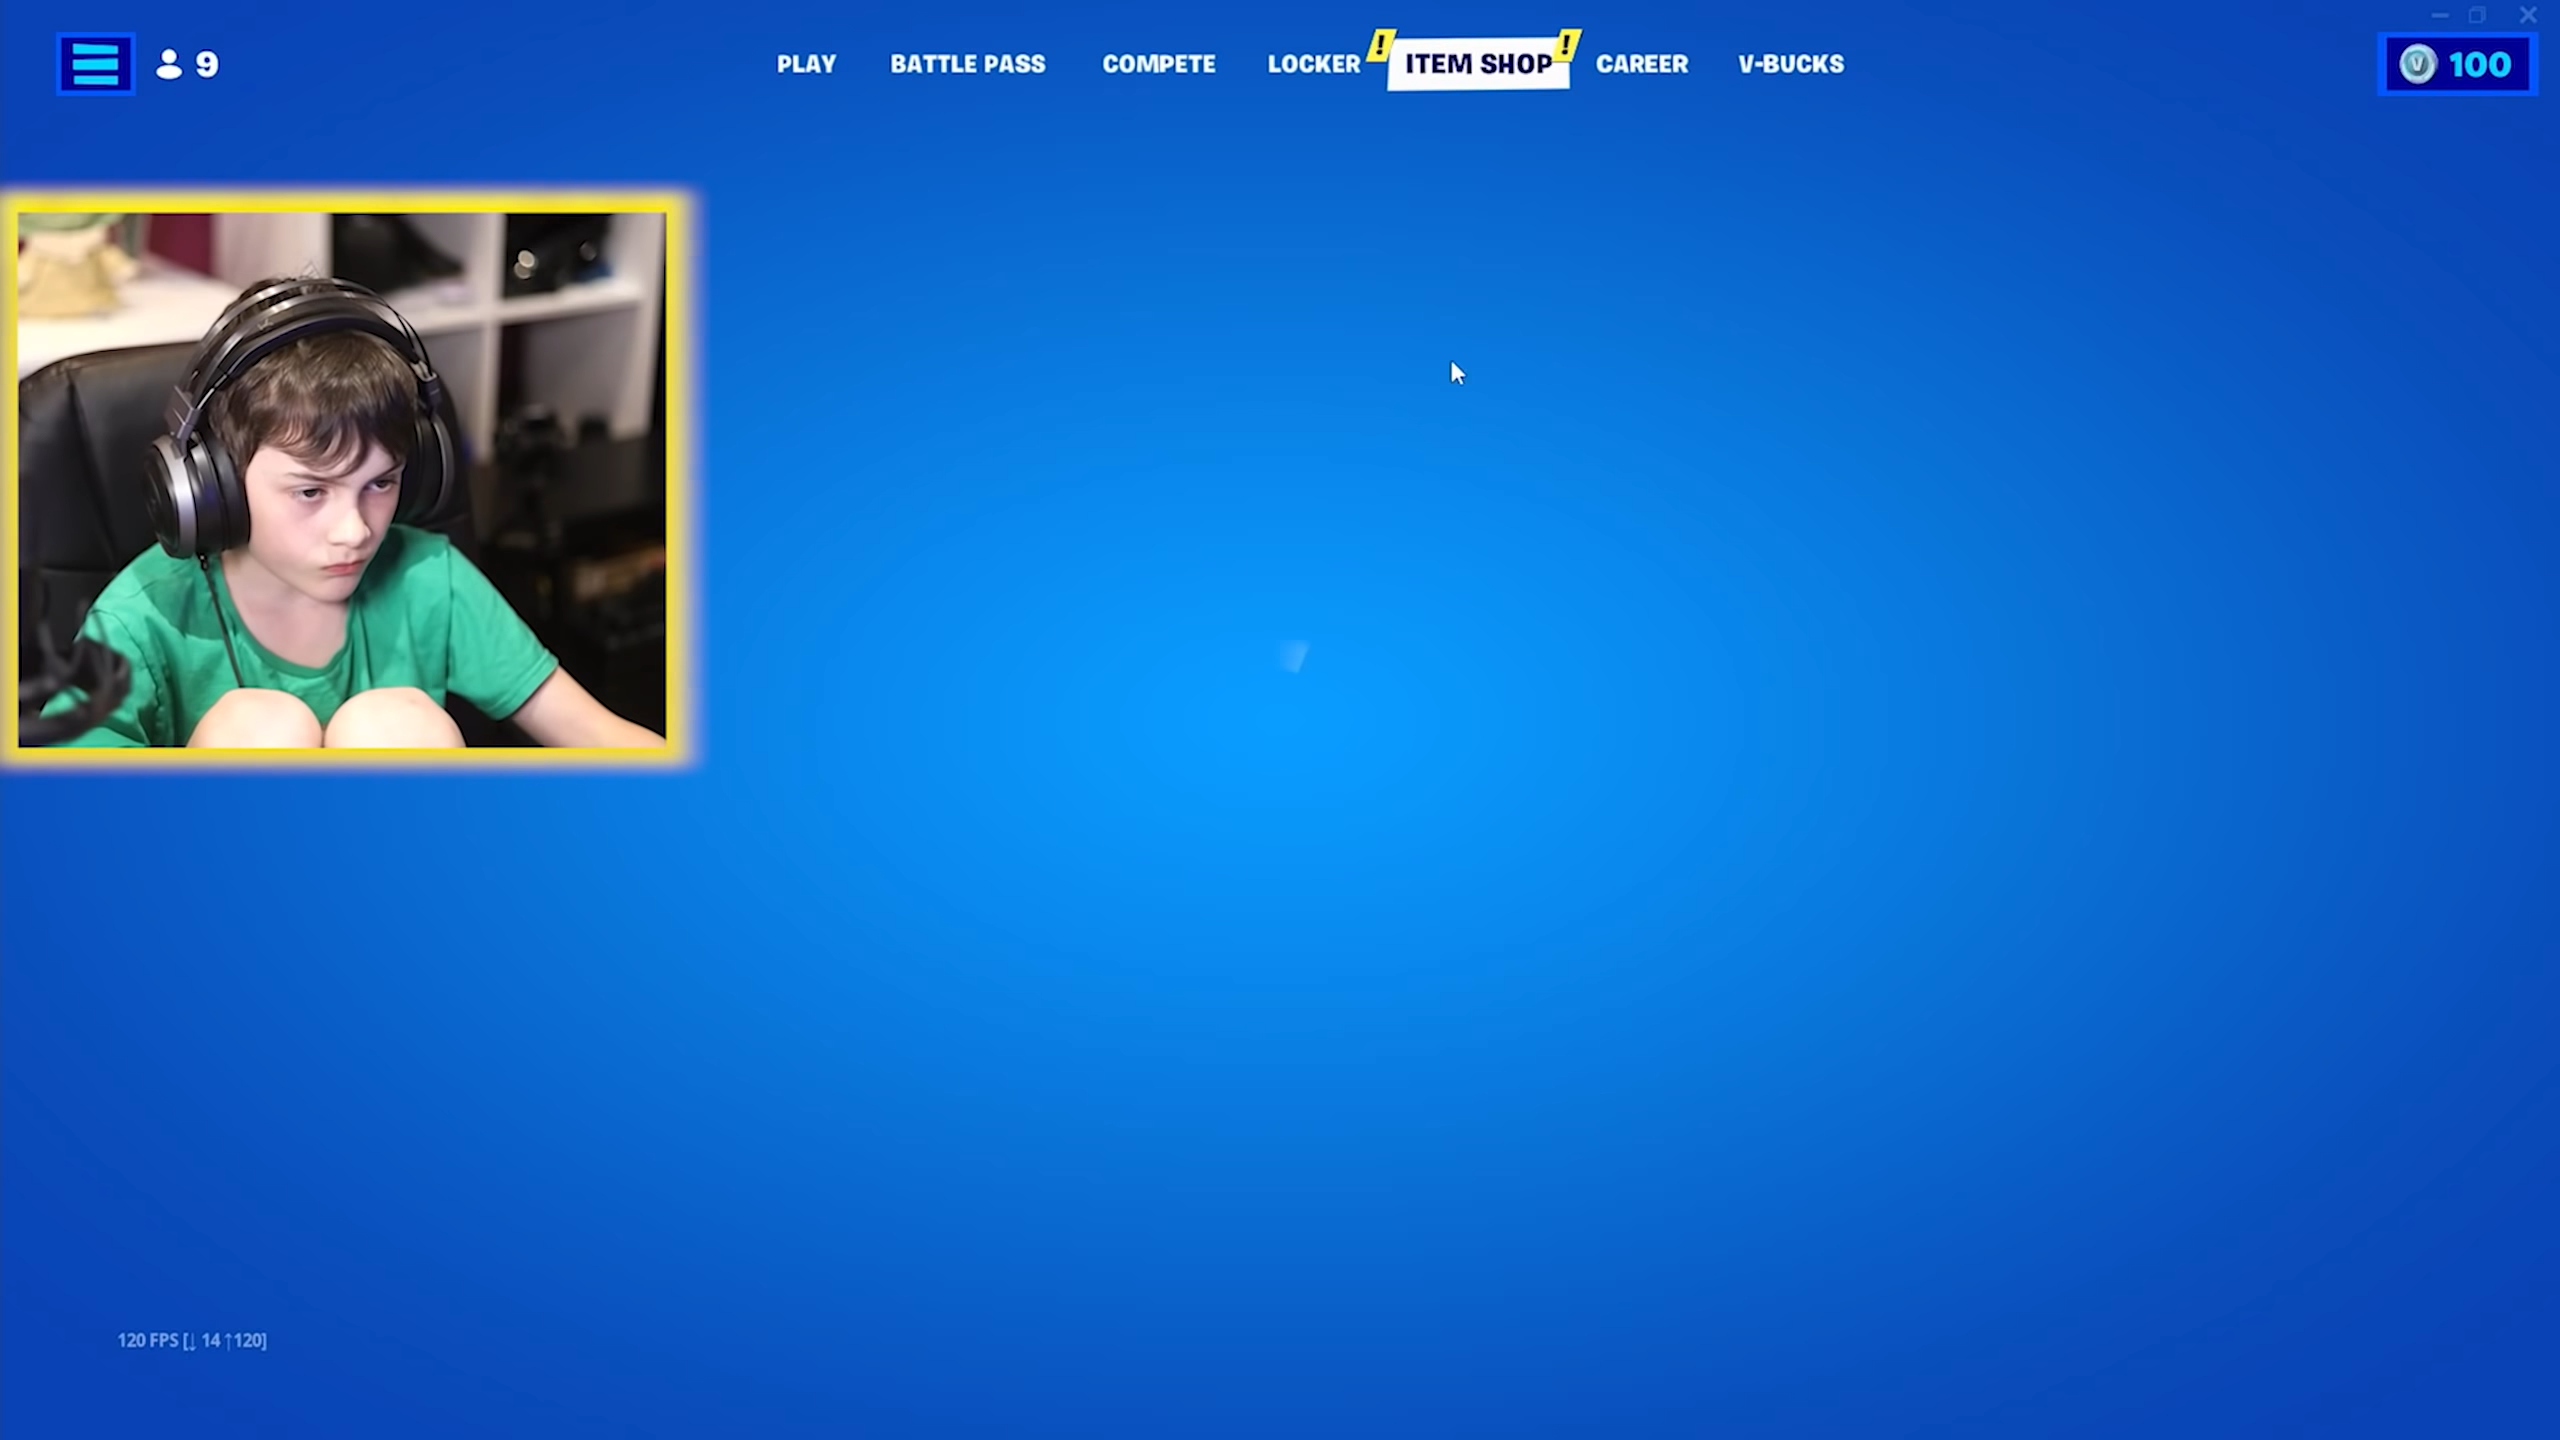 9 PLAY BATTLE PASS COMPETE LOCKER ! ITEM SHOP ! CAREER V-BUCKS V 100
120 FPS [↓ 14 ↑120]